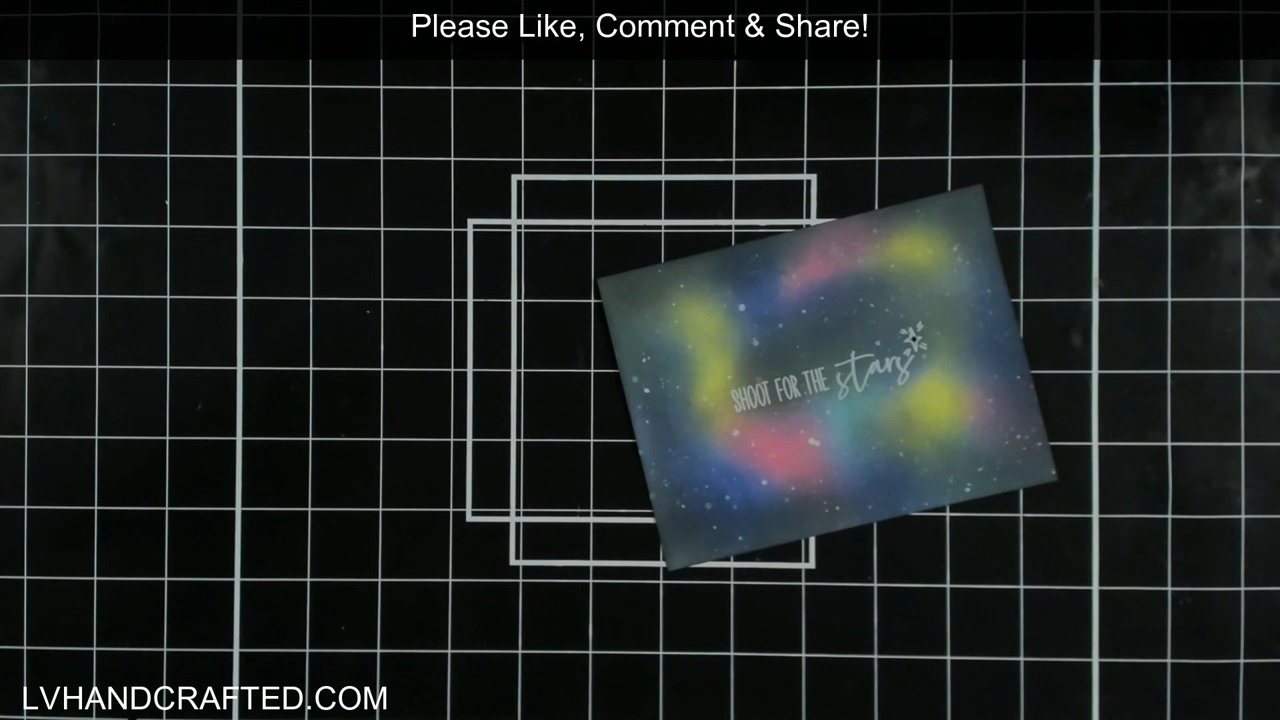 Please Like, Comment & Share!
SHOOT FOR THE stars
LVHANDCRAFTED.COM